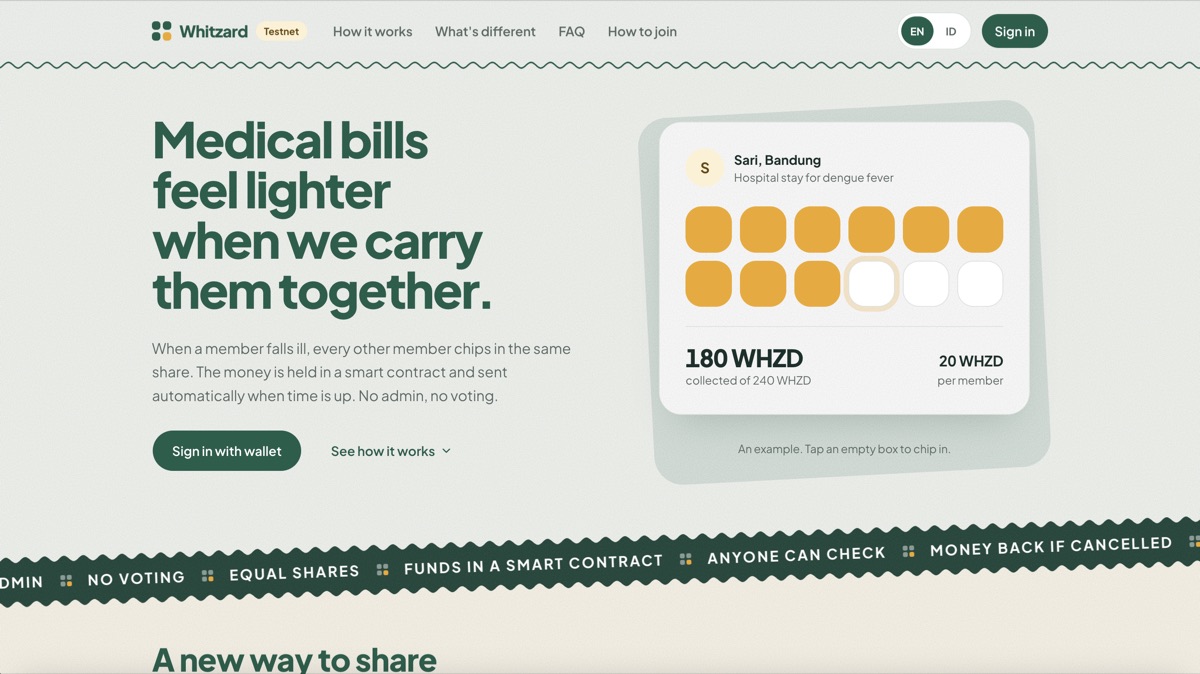 Whitzard
Testnet
How it works
What's different
FAQ
How to join
EN
ID
Sign in
Medical bills
feel lighter
when we carry
them together.
When a member falls ill, every other member chips in the same
share. The money is held in a smart contract and sent
automatically when time is up. No admin, no voting.
Sign in with wallet
See how it works
S
Sari, Bandung
Hospital stay for dengue fever
180 WHZD
collected of 240 WHZD
20 WHZD
per member
An example. Tap an empty box to chip in.
DMIN NO VOTING EQUAL SHARES FUNDS IN A SMART CONTRACT ANYONE CAN CHECK MONEY BACK IF CANCELLED
A new way to share